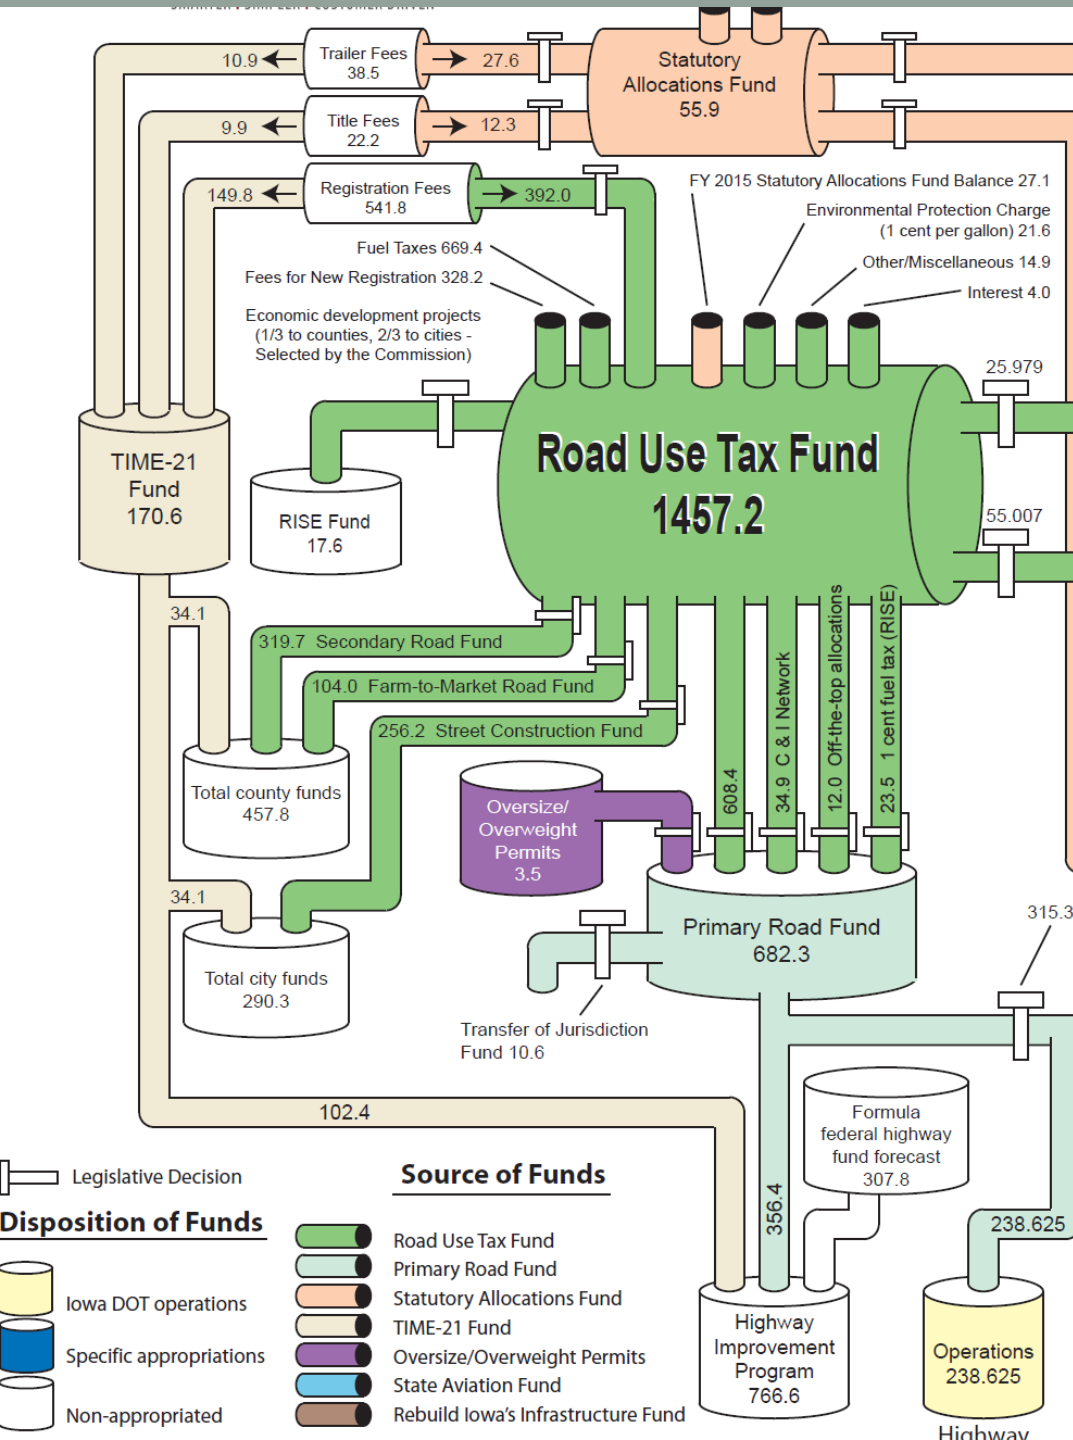 SMARTER • SIMPLER • CUSTOMER DRIVEN
10.9
Trailer Fees
38.5
27.6
Statutory
Allocations Fund
55.9
9.9
Title Fees
22.2
12.3
149.8
Registration Fees
541.8
392.0
FY 2015 Statutory Allocations Fund Balance 27.1
Environmental Protection Charge
(1 cent per gallon) 21.6
Other/Miscellaneous 14.9
Interest 4.0
Fuel Taxes 669.4
Fees for New Registration 328.2
Economic development projects
(1/3 to counties, 2/3 to cities -
Selected by the Commission)
25.979
TIME-21
Fund
170.6
RISE Fund
17.6
Road Use Tax Fund
1457.2
55.007
34.1
319.7 Secondary Road Fund
104.0 Farm-to-Market Road Fund
256.2 Street Construction Fund
608.4
34.9 C & I Network
12.0 Off-the-top allocations
23.5 1 cent fuel tax (RISE)
Total county funds
457.8
Oversize/
Overweight
Permits
3.5
34.1
Total city funds
290.3
Primary Road Fund
682.3
315.3
Transfer of Jurisdiction
Fund 10.6
102.4
Formula
federal highway
fund forecast
307.8
356.4
238.625
Highway
Improvement
Program
766.6
Operations
238.625
Highway
Legislative Decision
Disposition of Funds
Iowa DOT operations
Specific appropriations
Non-appropriated
Source of Funds
Road Use Tax Fund
Primary Road Fund
Statutory Allocations Fund
TIME-21 Fund
Oversize/Overweight Permits
State Aviation Fund
Rebuild Iowa's Infrastructure Fund